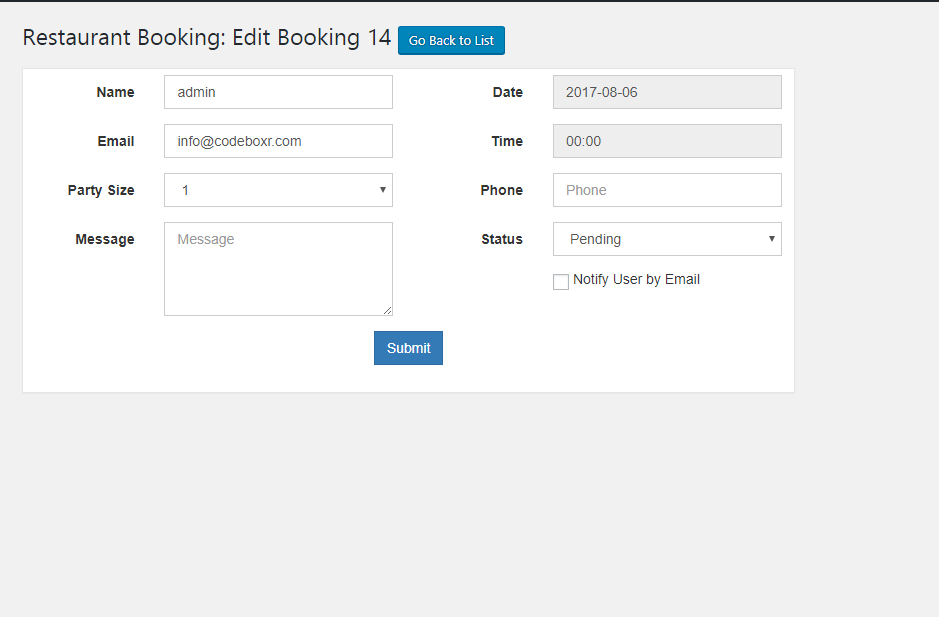 Restaurant Booking: Edit Booking 14 Go Back to List
Name admin Date 2017-08-06
Email info@codeboxr.com Time 00:00
Party Size 1 Phone Phone
Message Message Status Pending
Notify User by Email
Submit